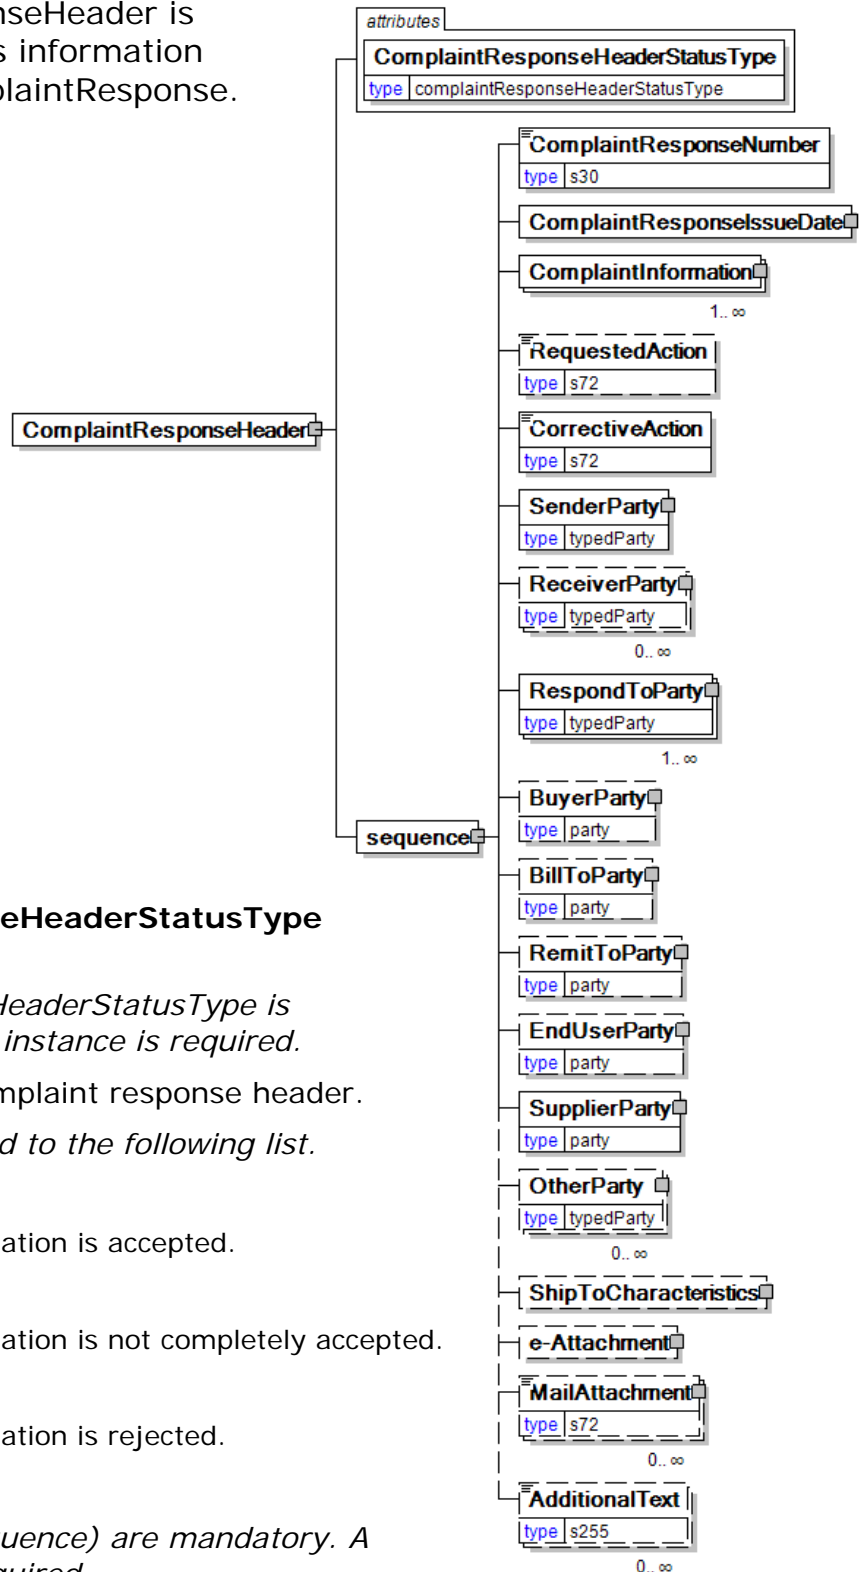 nseHeader is
s information
plaintResponse.
attributes
ComplaintResponseHeaderStatusType
type complaintResponseHeaderStatusType
ComplaintResponseNumber
type s30
ComplaintResponseIssueDate
ComplaintInformation
1.. ∞
RequestedAction
type s72
ComplaintResponseHeader
CorrectiveAction
type s72
SenderParty
type typedParty
ReceiverParty
type typedParty
0.. ∞
RespondToParty
type typedParty
1.. ∞
BuyerParty
type party
sequence
BillToParty
type party
eHeaderStatusType
RemitToParty
type party
HeaderStatusType is
instance is required.
EndUserParty
type party
mplaint response header.
SupplierParty
type party
d to the following list.
OtherParty
type typedParty
0.. ∞
ation is accepted.
ShipToCharacteristics
ation is not completely accepted.
e-Attachment
MailAttachment
type s72
0.. ∞
ation is rejected.
AdditionalText
type s255
0.. ∞
uence) are mandatory. A
quired